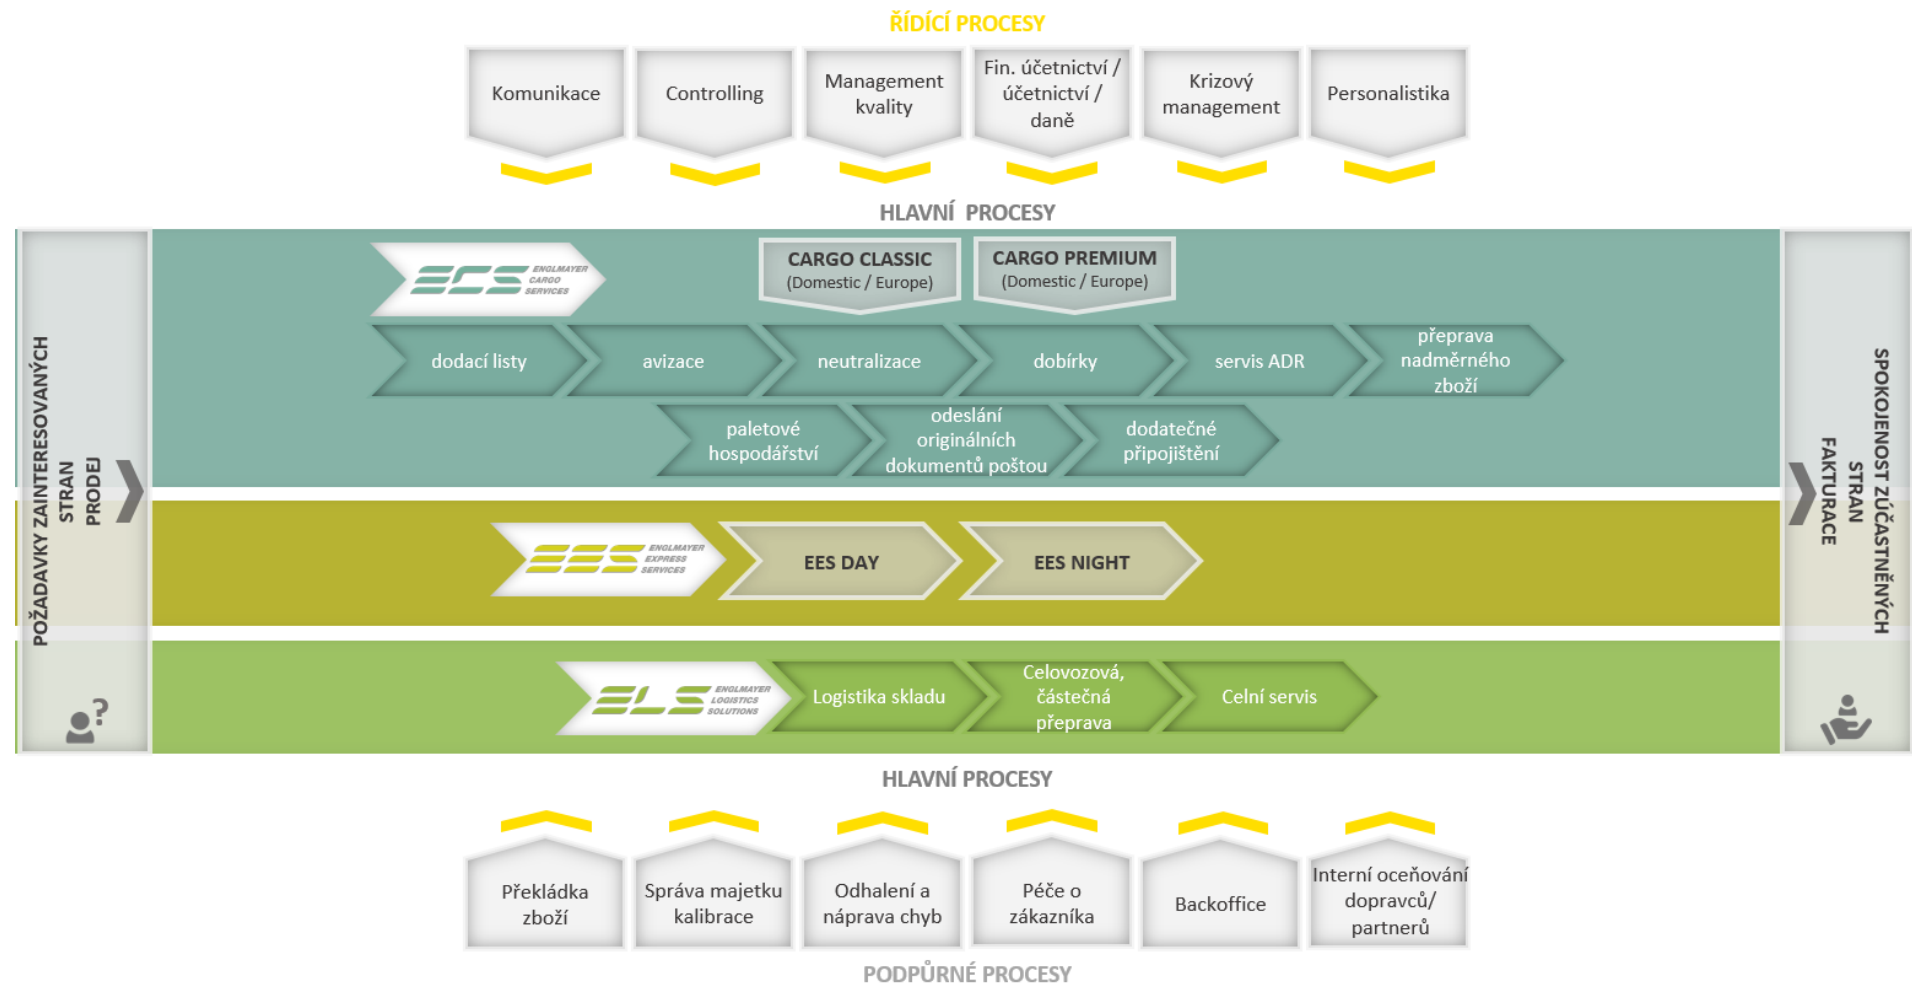 ŘÍDÍCÍ PROCESY
Komunikace
Controlling
Management
kvality
Fin. účetnictví /
účetnictví /
daně
Krizový
management
Personalistika
HLAVNÍ PROCESY
POŽADAVKY ZAINTERESOVANÝCH
STRAN
PRODEJ
ECS ENGLMAYER
CARGO
SERVICES
CARGO CLASSIC
(Domestic / Europe)
CARGO PREMIUM
(Domestic / Europe)
dodací listy
avizace
neutralizace
dobírky
servis ADR
přeprava
nadměrného
zboží
paletové
hospodářství
odeslání
originálních
dokumentů poštou
dodatečné
připojištění
EES ENGLMAYER
EXPRESS
SERVICES
EES DAY
EES NIGHT
ELS ENGLMAYER
LOGISTICS
SOLUTIONS
Logistika skladu
Celovozová,
částečná
přeprava
Celní servis
?
SPOKOJENOST ZÚČASTNĚNÝCH
STRAN
FAKTURACE
HLAVNÍ PROCESY
Překládka
zboží
Správa majetku
kalibrace
Odhalení a
náprava chyb
Péče o
zákazníka
Backoffice
Interní oceňování
dopravců/
partnerů
PODPŮRNÉ PROCESY